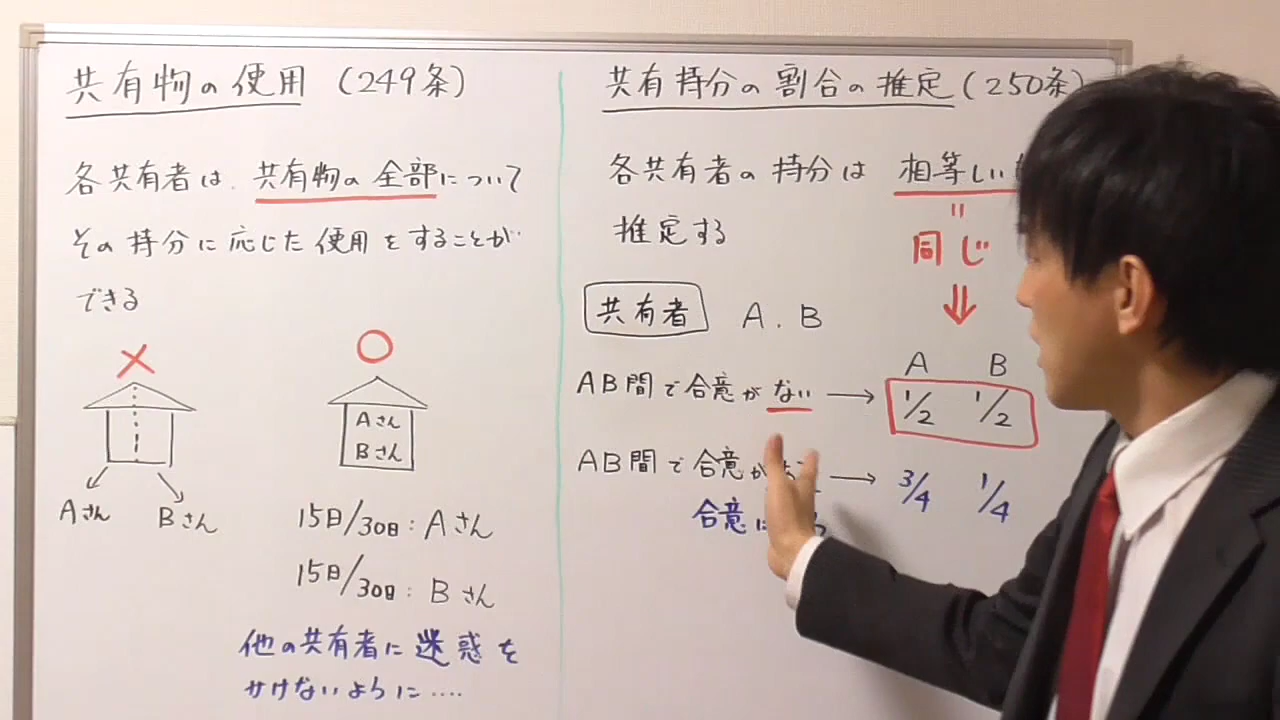 共有物の使用 (249条)
各共有者は、共有物の全部について
その持分に応じた使用をすることが
できる
×
○
Aさん
Bさん
Aさん
Bさん
15日/30日:Aさん
15日/30日:Bさん
他の共有者に迷惑を
かけないように‥‥
共有持分の割合の推定(250条)
各共有者の持分は 相等しい
推定する
〃
同じ
⇓
共有者 A.B
A B
AB間で合意がない → 1/2 1/2
AB間で合意が → 3/4 1/4
合意に